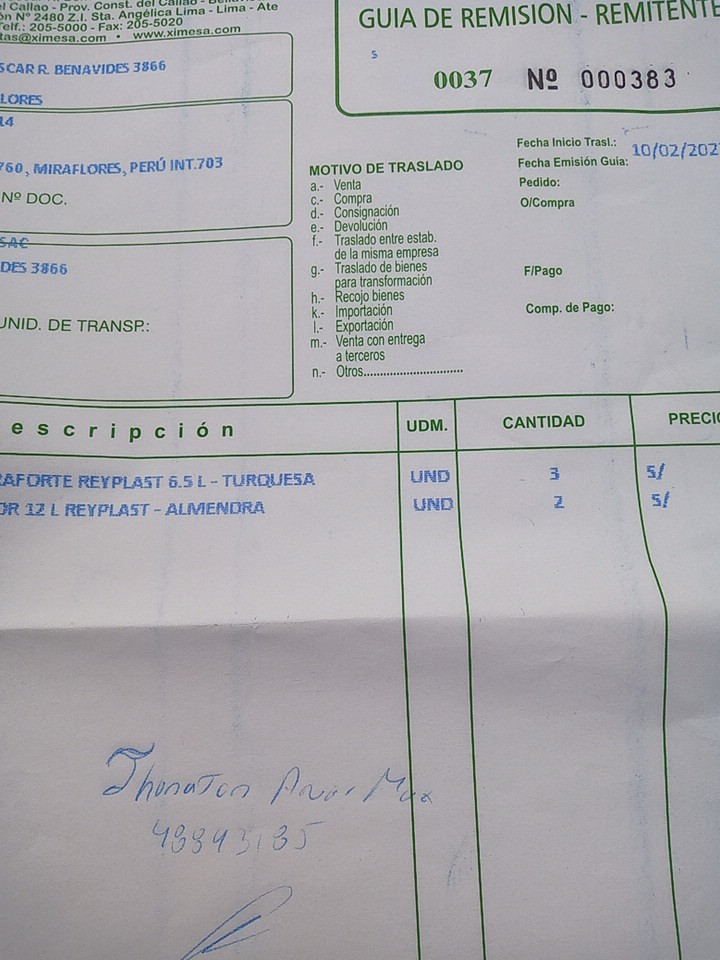 l Callao - Prov. Const. del Callao -
ón Nº 2480 Z.I. Sta. Angélica Lima - Lima - Ate
Telf.: 205-5000 - Fax: 205-5020
tas@ximesa.com • www.ximesa.com
GUIA DE REMISION - REMITENTE
S
0037 Nº 000383
SCAR R. BENAVIDES 3866
LORES
14
760, MIRAFLORES, PERÚ INT.703
Nº DOC.
SAC
DES 3866
UNID. DE TRANSP.:
MOTIVO DE TRASLADO
a.- Venta
c.- Compra
d.- Consignación
e.- Devolución
f.- Traslado entre estab.
de la misma empresa
g.- Traslado de bienes
para transformación
h.- Recojo bienes
k.- Importación
l.- Exportación
m.- Venta con entrega
a terceros
n.- Otros..............................
Fecha Inicio Trasl.: 10/02/202
Fecha Emisión Guia:
Pedido:
O/Compra
F/Pago
Comp. de Pago:
escripción UDM. CANTIDAD PRECIO
AFORTE REYPLAST 6.5 L - TURQUESA UND 3 S/
OR 12 L REYPLAST - ALMENDRA UND 2 S/